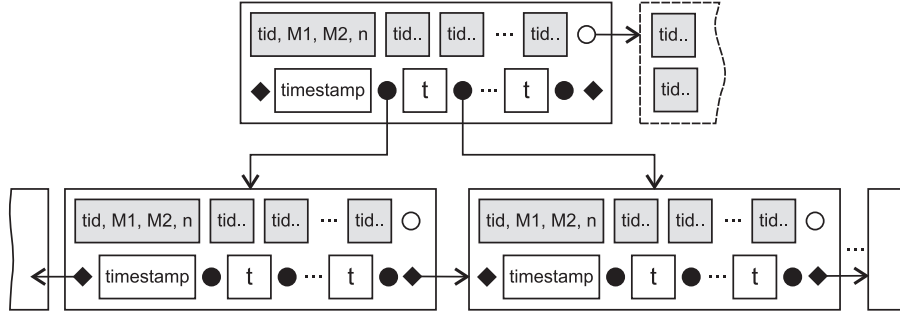 tid, M1, M2, n tid.. tid.. ... tid.. tid..
timestamp t ... t tid..
tid, M1, M2, n tid.. tid.. ... tid.. tid, M1, M2, n tid.. tid.. ... tid..
timestamp t ... t timestamp t ... t ...